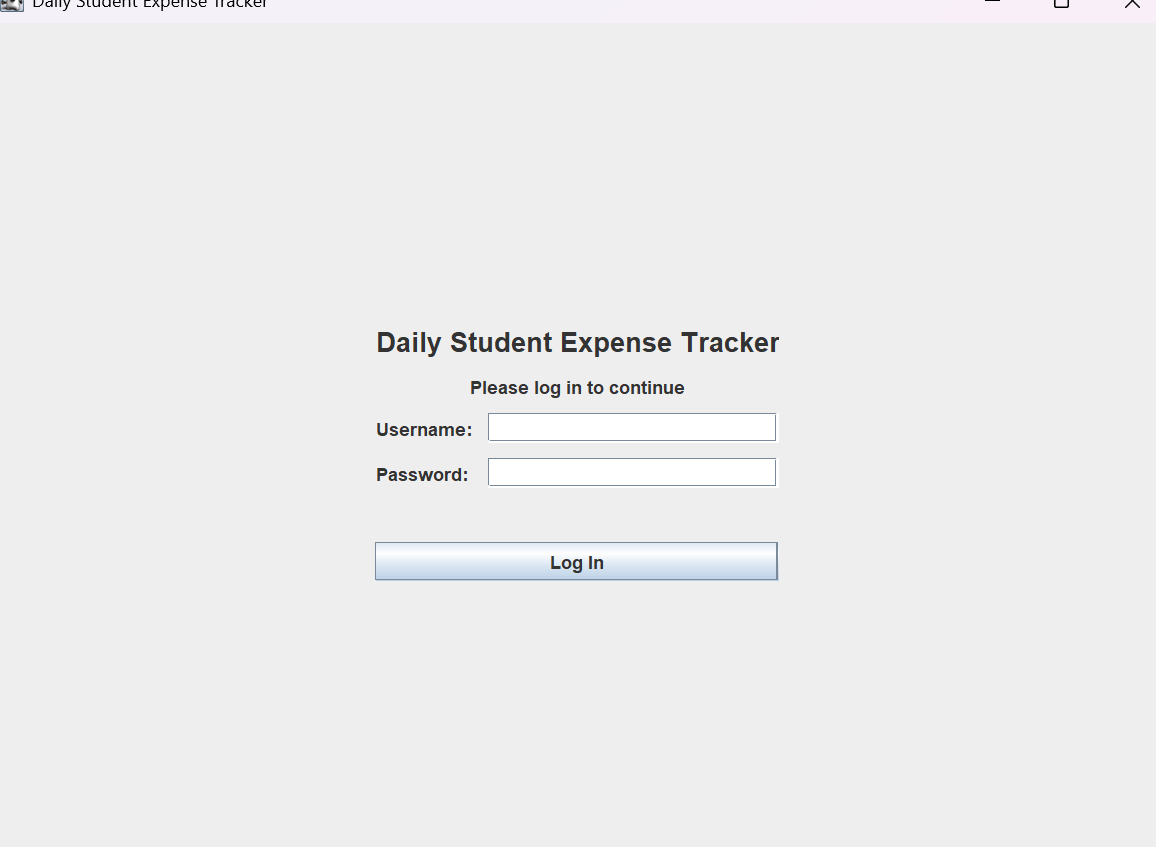 Daily Student Expense Tracker
Daily Student Expense Tracker
Please log in to continue
Username:
Password:
Log In